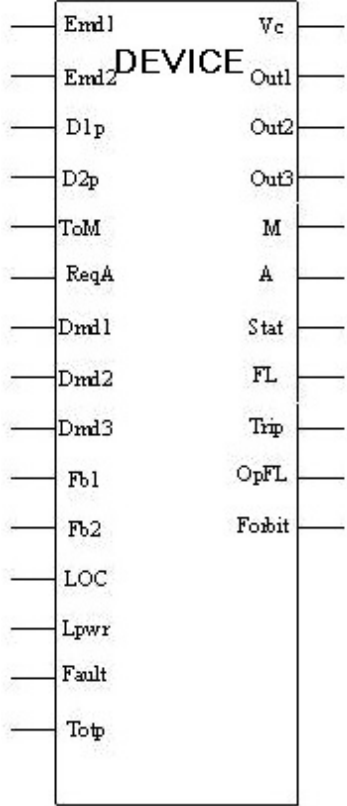 Emd1 Vc
DEVICE
Emd2 Out1
D1p Out2
D2p Out3
ToM M
ReqA A
Dmd1 Stat
Dmd2 FL
Dmd3 Trip
Fb1 OpFL
Fb2 Forbit
LOC
Lpwr
Fault
Totp